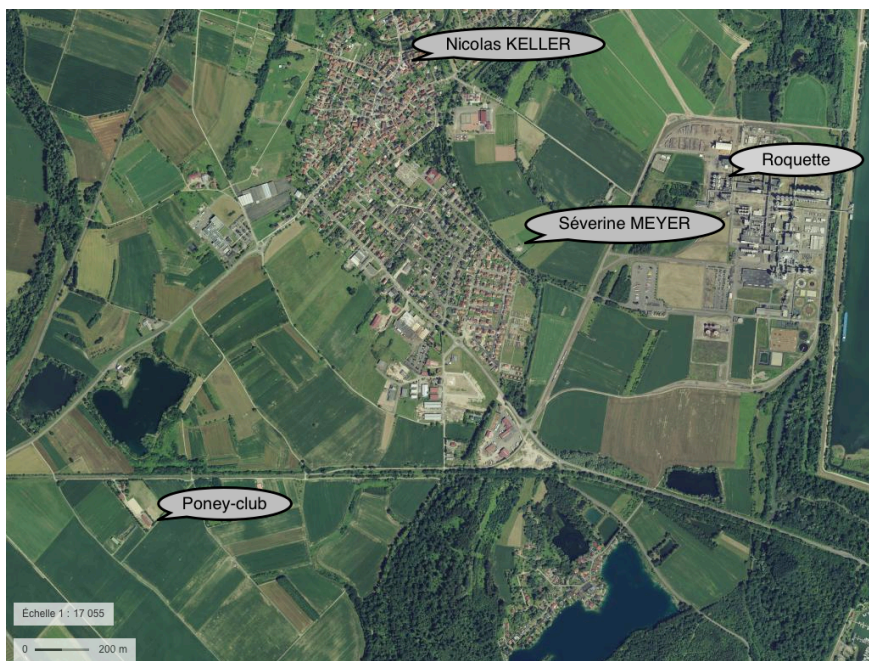 Nicolas KELLER
Roquette
Séverine MEYER
Poney-club
Échelle 1 : 17 055
0 200 m